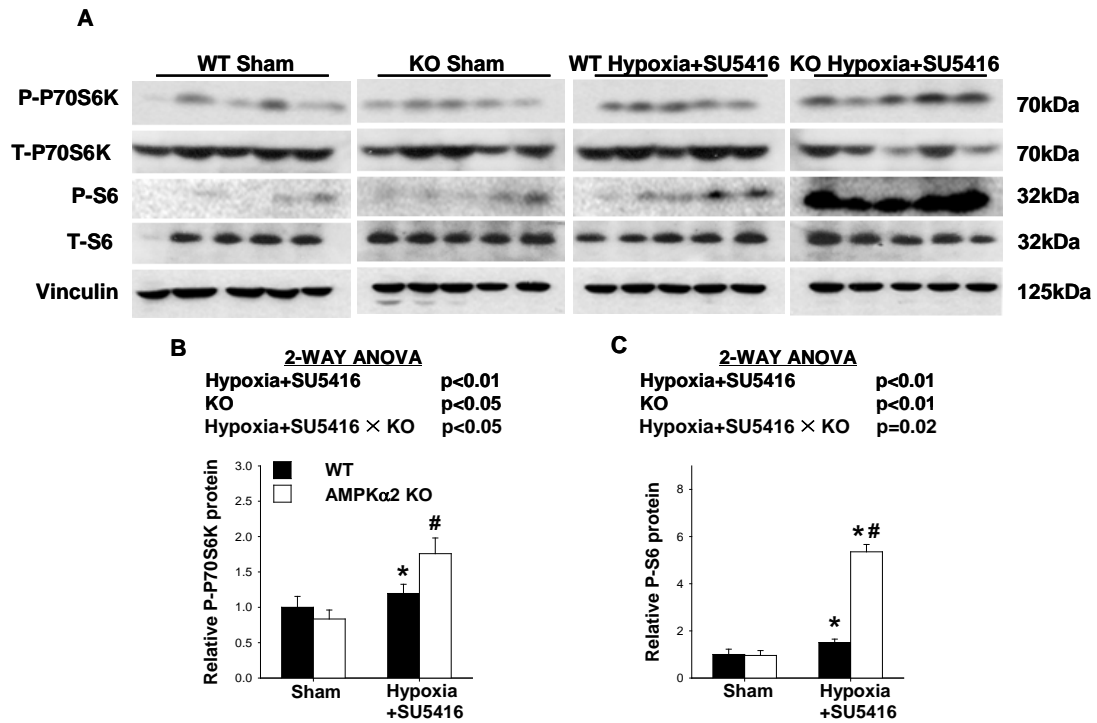 A
WT Sham KO Sham WT Hypoxia+SU5416 KO Hypoxia+SU5416
P-P70S6K 70kDa
T-P70S6K 70kDa
P-S6 32kDa
T-S6 32kDa
Vinculin 125kDa
B
2-WAY ANOVA
Hypoxia+SU5416 p<0.01
KO p<0.05
Hypoxia+SU5416 × KO p<0.05
Relative P-P70S6K protein
3.0
2.5
2.0
1.5
1.0
0.5
0.0
WT
AMPKα2 KO
*
#
Sham Hypoxia
+SU5416
C
2-WAY ANOVA
Hypoxia+SU5416 p<0.01
KO p<0.01
Hypoxia+SU5416 × KO p=0.02
Relative P-S6 protein
8
6
4
2
0
*
*#
Sham Hypoxia
+SU5416